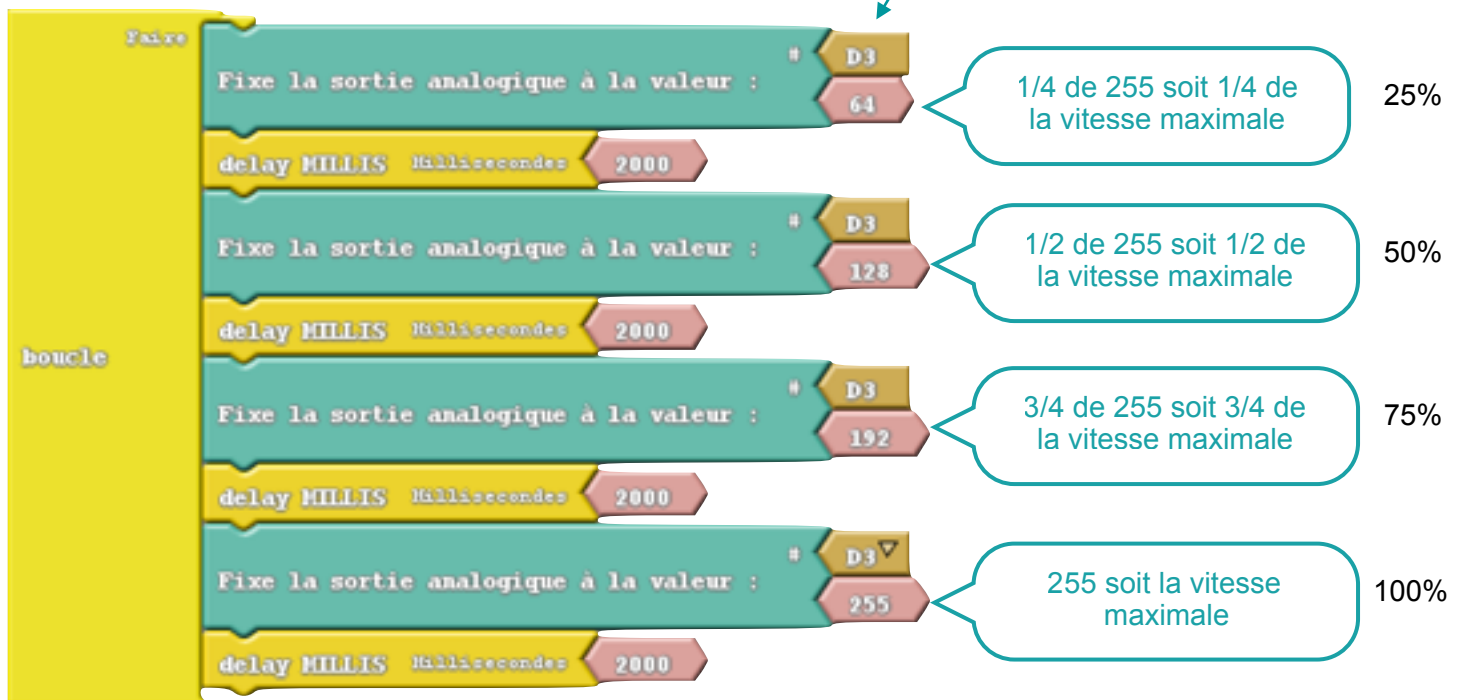 Faire
# D3
Fixe la sortie analogique à la valeur :
64
1/4 de 255 soit 1/4 de
la vitesse maximale
25%
delay MILLIS Millisecondes 2000
# D3
Fixe la sortie analogique à la valeur :
128
1/2 de 255 soit 1/2 de
la vitesse maximale
50%
delay MILLIS Millisecondes 2000
boucle
# D3
Fixe la sortie analogique à la valeur :
192
3/4 de 255 soit 3/4 de
la vitesse maximale
75%
delay MILLIS Millisecondes 2000
# D3
Fixe la sortie analogique à la valeur :
255
255 soit la vitesse
maximale
100%
delay MILLIS Millisecondes 2000